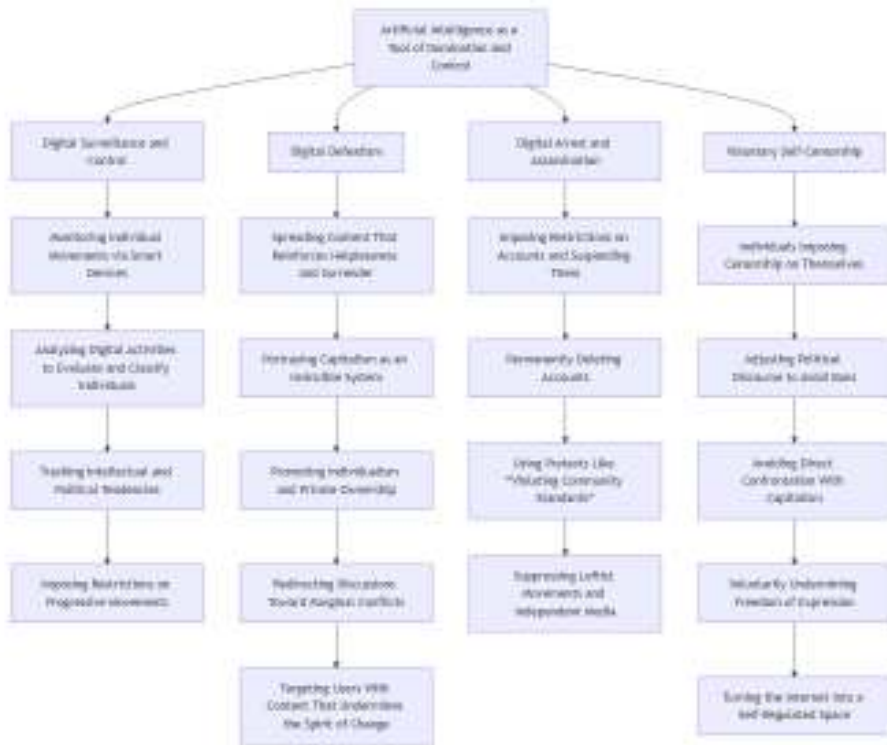 Artificial Intelligence as a
Tool of Domination and
Control
Digital Surveillance and
Control
Digital Defeatism
Digital Arrest and
Assassination
Voluntary Self-Censorship
Monitoring Individual
Movements via Smart
Devices
Spreading Content That
Reinforces Helplessness
and Surrender
Imposing Restrictions on
Accounts and Suspending
Them
Individuals Imposing
Censorship on Themselves
Analyzing Digital Activities
to Evaluate and Classify
Individuals
Portraying Capitalism as an
Invincible System
Permanently Deleting
Accounts
Adjusting Political
Discourse to Avoid Bans
Tracking Intellectual and
Political Tendencies
Promoting Individualism
and Private Ownership
Using Pretexts Like
"Violating Community
Standards"
Avoiding Direct
Confrontation With
Capitalism
Imposing Restrictions on
Progressive Movements
Redirecting Discussions
Toward Marginal Conflicts
Suppressing Leftist
Movements and
Independent Media
Voluntarily Undermining
Freedom of Expression
Targeting Users With
Content That Undermines
the Spirit of Change
Turning the Internet Into a
Self-Regulated Space